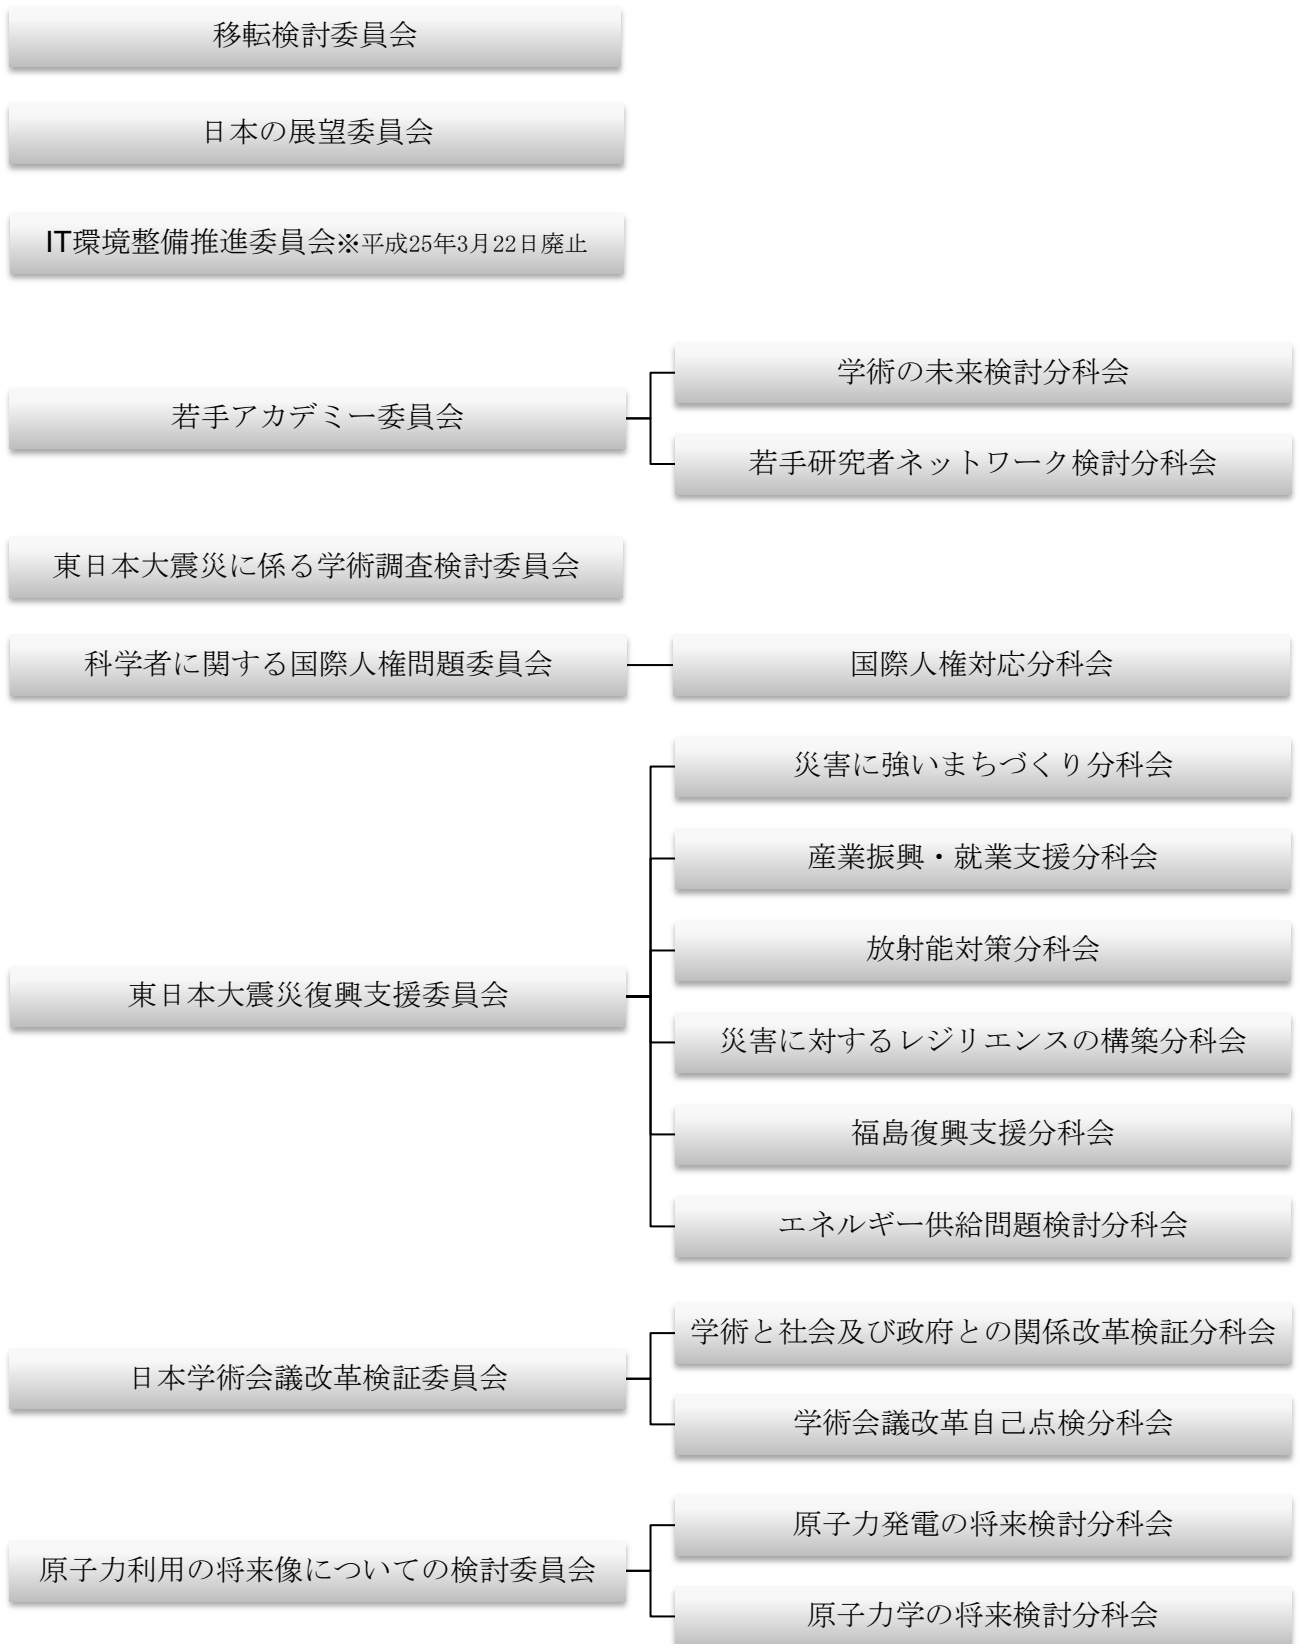 移転検討委員会
日本の展望委員会
IT環境整備推進委員会※平成25年3月22日廃止
若手アカデミー委員会
学術の未来検討分科会
若手研究者ネットワーク検討分科会
東日本大震災に係る学術調査検討委員会
科学者に関する国際人権問題委員会
国際人権対応分科会
東日本大震災復興支援委員会
災害に強いまちづくり分科会
産業振興・就業支援分科会
放射能対策分科会
災害に対するレジリエンスの構築分科会
福島復興支援分科会
エネルギー供給問題検討分科会
日本学術会議改革検証委員会
学術と社会及び政府との関係改革検証分科会
学術会議改革自己点検分科会
原子力利用の将来像についての検討委員会
原子力発電の将来検討分科会
原子力学の将来検討分科会